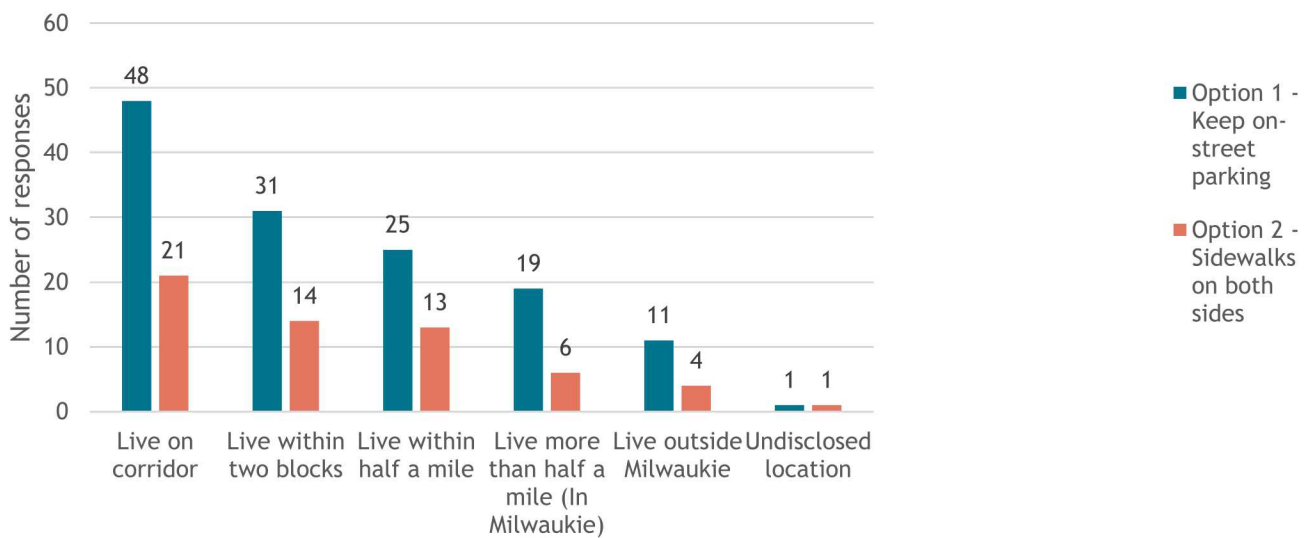 60
50
40
30
20
10
0
Number of responses
48
21
31
14
25
13
19
6
11
4
1
1
Live on
corridor
Live within
two blocks
Live within
half a mile
Live more
than half a
mile (In
Milwaukie)
Live outside
Milwaukie
Undisclosed
location
Option 1 -
Keep on-
street
parking
Option 2 -
Sidewalks
on both
sides